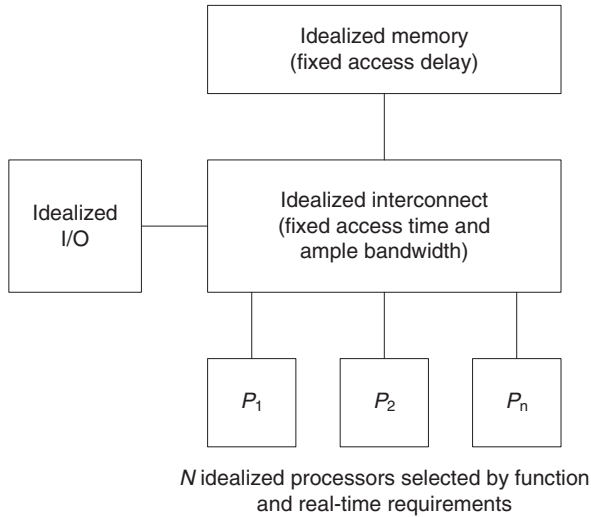 Idealized memory
(fixed access delay)
Idealized
I/O
Idealized interconnect
(fixed access time and
ample bandwidth)
P1
P2
Pn
N idealized processors selected by function
and real-time requirements